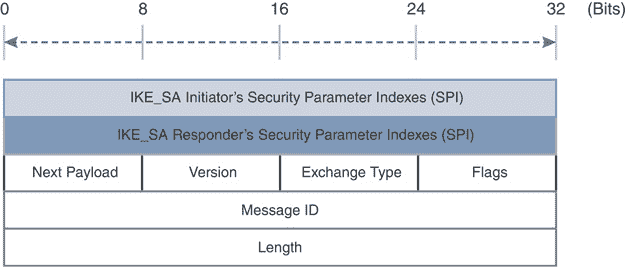 0 8 16 24 32 (Bits)
IKE_SA Initiator's Security Parameter Indexes (SPI)
IKE_SA Responder's Security Parameter Indexes (SPI)
Next Payload Version Exchange Type Flags
Message ID
Length